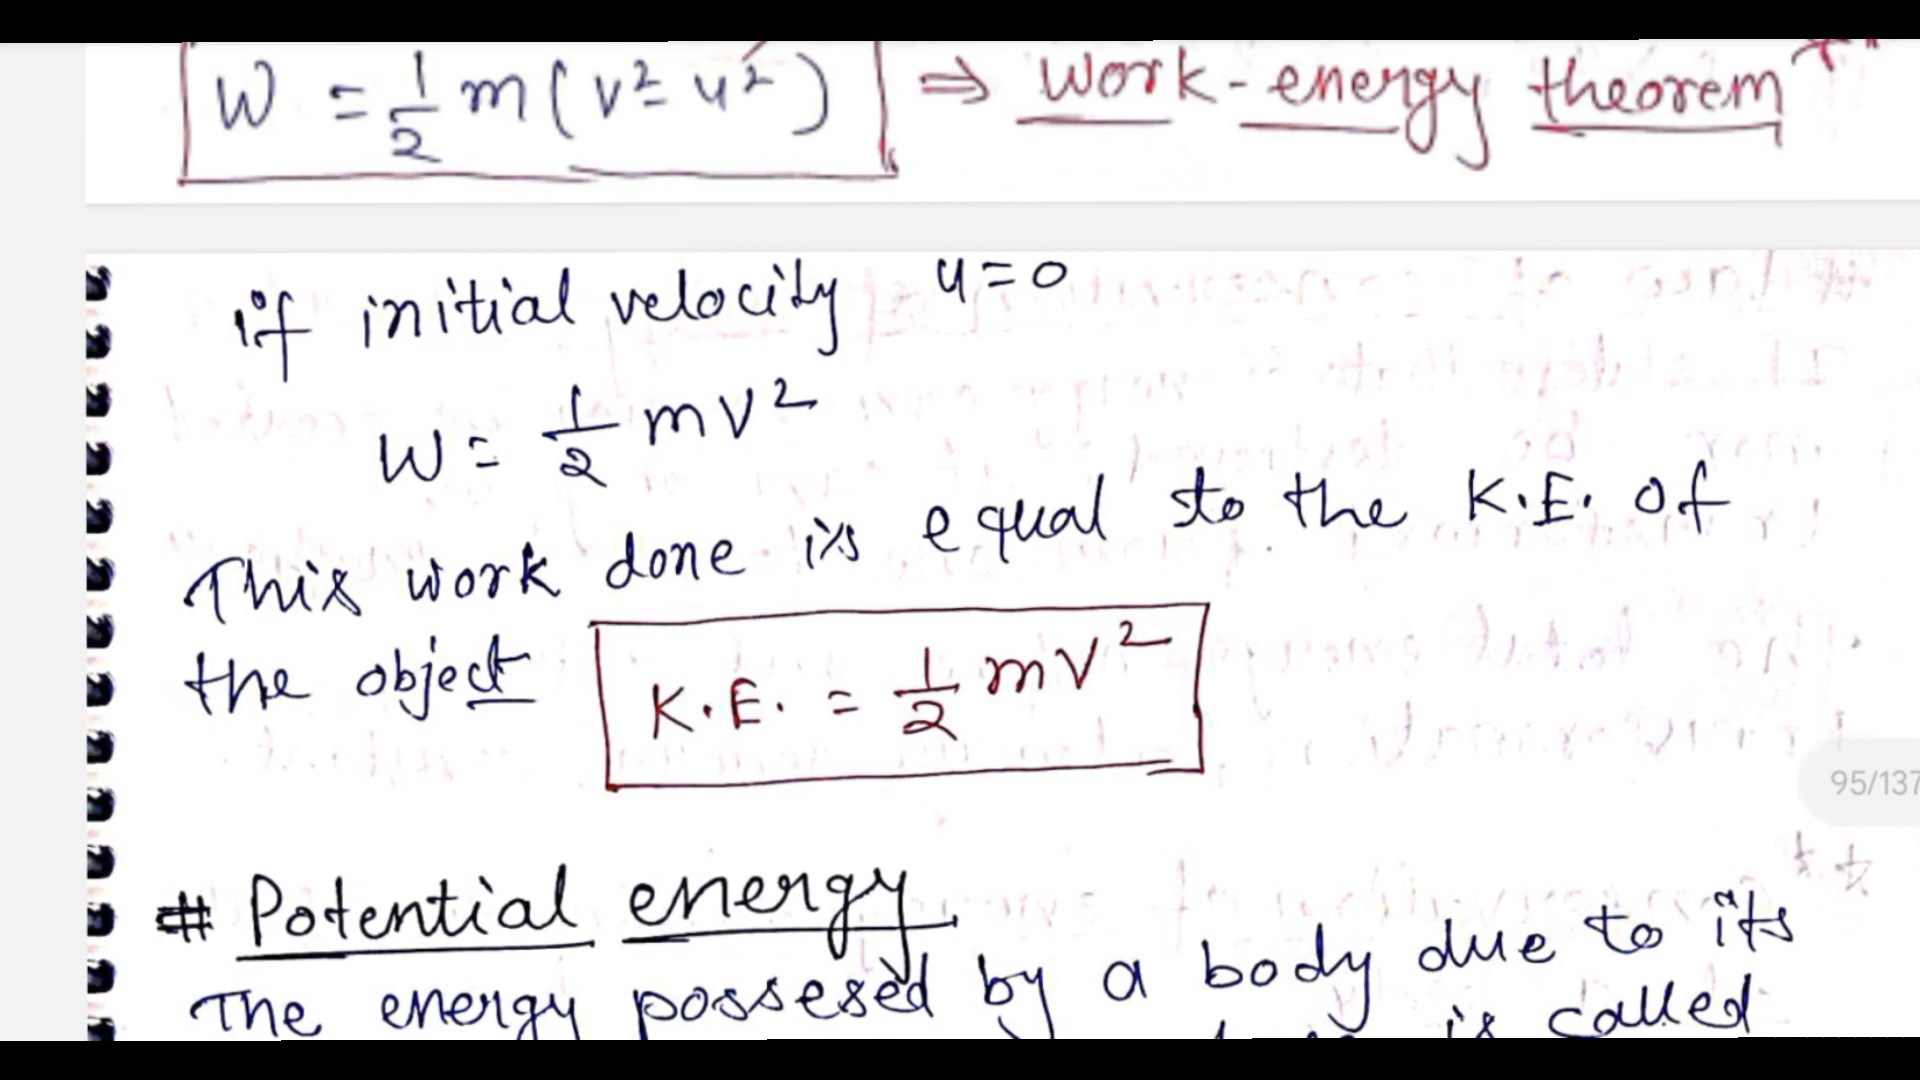 W = 1/2 m(v² - u²) ⇒ work-energy theorem
if initial velocity u=0
W = 1/2 mv²
This work done is equal to the K.E. of
the object K.E. = 1/2 mv²
# Potential energy
The energy possesed by a body due to its
is called
95/137